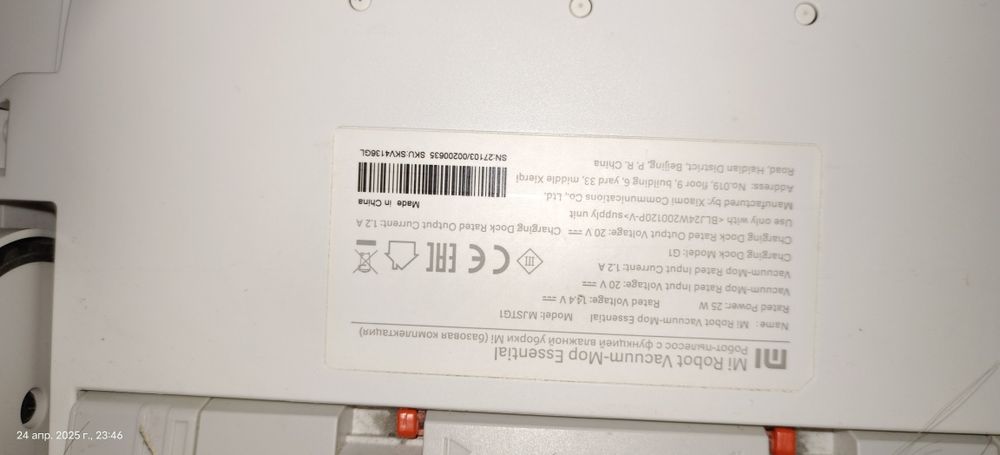 MI
Mi Robot Vacuum-Mop Essential
Робот-пылесос с функцией влажной уборки Mi (базовая комплектация)
Name: Mi Robot Vacuum-Mop Essential Model: MJSTG1
Rated Power: 25 W Rated Voltage: 14.4 V ⎓
Vacuum-Mop Rated Input Voltage: 20 V ⎓
Vacuum-Mop Rated Input Current: 1.2 A
Charging Dock Model: G1
Charging Dock Rated Output Voltage: 20 V ⎓ Charging Dock Rated Output Current: 1.2 A
Use only with <BLJ24W200120P-V>supply unit
Manufactured by: Xiaomi Communications Co., Ltd.
Address: No.019, floor 9, building 6, yard 33, middle Xierqi
Road, Haidian District, Beijing, P. R. China
III CE EAC
Made in China
SN:27103/00200635 SKU:SKV4136GL
24 апр. 2025 г., 23:46